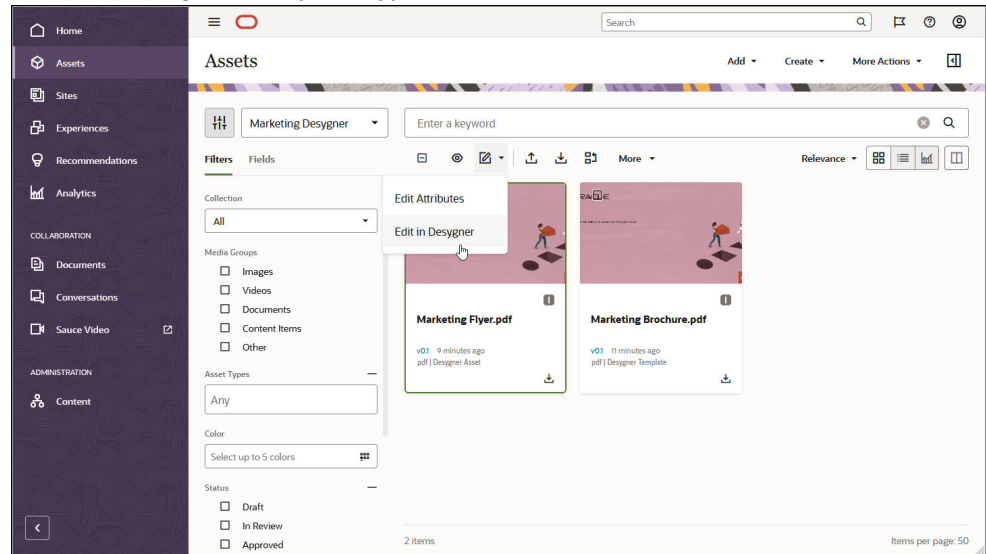 Home
Assets
Sites
Experiences
Recommendations
Analytics
COLLABORATION
Documents
Conversations
Sauce Video
ADMINISTRATION
Content
Search
Assets
Add
Create
More Actions
Marketing Desygner
Enter a keyword
Filters Fields
More
Relevance
Edit Attributes
Edit in Desygner
Collection
All
Media Groups
Images
Videos
Documents
Content Items
Other
Asset Types
Any
Color
Select up to 5 colors
Status
Draft
In Review
Approved
Marketing Flyer.pdf
v0.1 9 minutes ago
pdf | Desygner Asset
Marketing Brochure.pdf
v0.1 11 minutes ago
pdf | Desygner Template
2 items
Items per page: 50